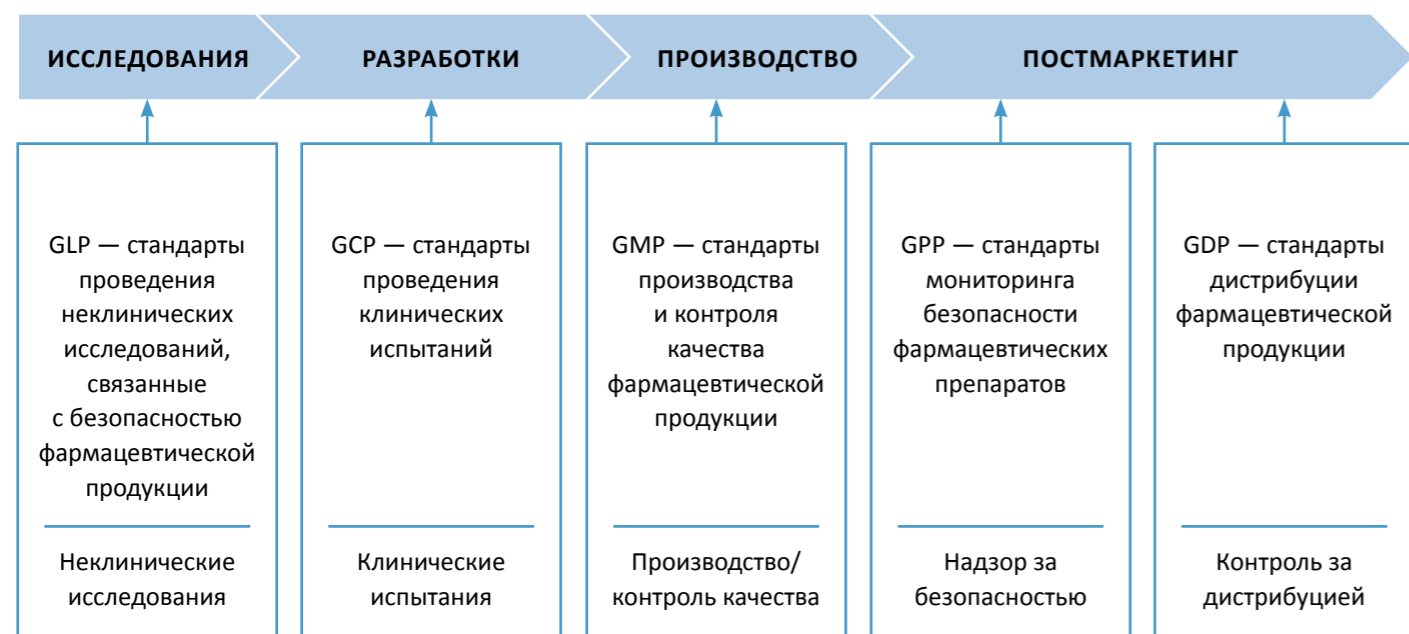 ИССЛЕДОВАНИЯ
РАЗРАБОТКИ
ПРОИЗВОДСТВО
ПОСТМАРКЕТИНГ
GLP — стандарты
проведения
неклинических
исследований,
связанные
с безопасностью
фармацевтической
продукции
Неклинические
исследования
GCP — стандарты
проведения
клинических
испытаний
Клинические
испытания
GMP — стандарты
производства
и контроля
качества
фармацевтической
продукции
Производство/
контроль качества
GPP — стандарты
мониторинга
безопасности
фармацевтических
препаратов
Надзор за
безопасностью
GDP — стандарты
дистрибуции
фармацевтической
продукции
Контроль за
дистрибуцией